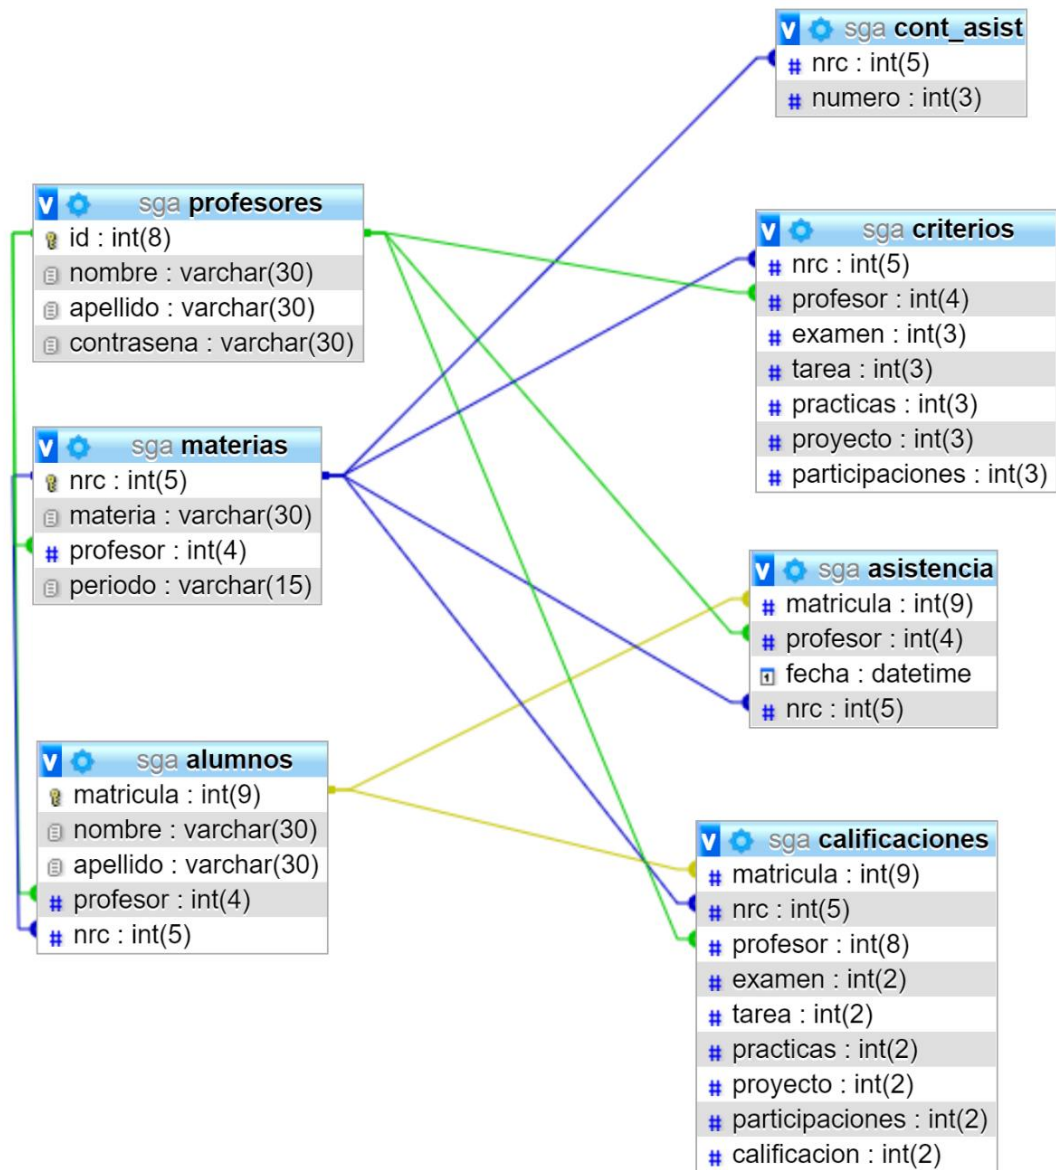 sga cont_asist
# nrc : int(5)
# numero : int(3)
sga profesores
id : int(8)
nombre : varchar(30)
apellido : varchar(30)
contrasena : varchar(30)
sga criterios
# nrc : int(5)
# profesor : int(4)
# examen : int(3)
# tarea : int(3)
# practicas : int(3)
# proyecto : int(3)
# participaciones : int(3)
sga materias
nrc : int(5)
materia : varchar(30)
# profesor : int(4)
periodo : varchar(15)
sga asistencia
# matricula : int(9)
# profesor : int(4)
fecha : datetime
# nrc : int(5)
sga alumnos
matricula : int(9)
nombre : varchar(30)
apellido : varchar(30)
# profesor : int(4)
# nrc : int(5)
sga calificaciones
# matricula : int(9)
# nrc : int(5)
# profesor : int(8)
# examen : int(2)
# tarea : int(2)
# practicas : int(2)
# proyecto : int(2)
# participaciones : int(2)
# calificacion : int(2)